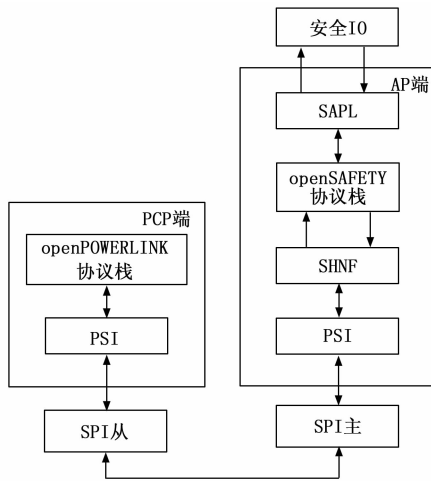 安全IO
AP端
SAPL
openSAFETY
协议栈
PCP端
openPOWERLINK
协议栈
SHNF
PSI
PSI
SPI从
SPI主